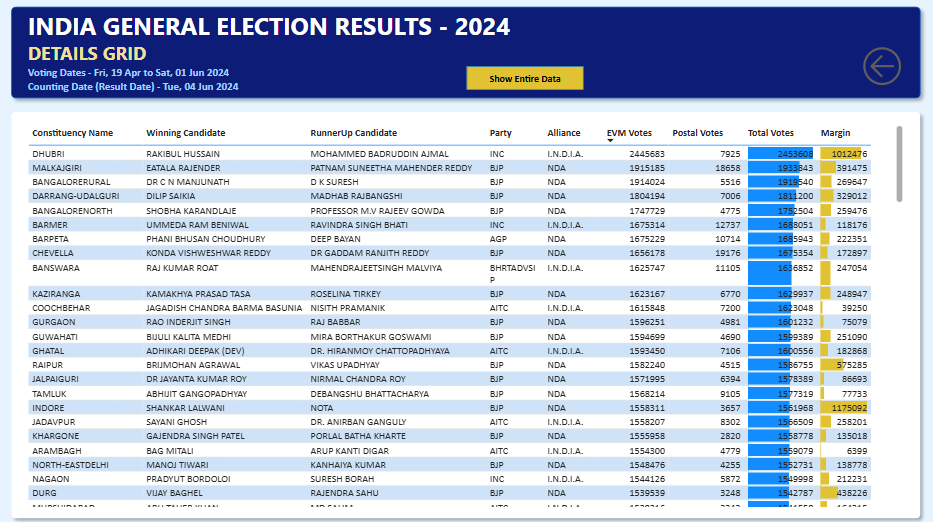 INDIA GENERAL ELECTION RESULTS - 2024
DETAILS GRID
Voting Dates - Fri, 19 Apr to Sat, 01 Jun 2024
Counting Date (Result Date) - Tue, 04 Jun 2024
Show Entire Data
Constituency Name Winning Candidate RunnerUp Candidate Party Alliance EVM Votes Postal Votes Total Votes Margin
DHUBRI RAKIBUL HUSSAIN MOHAMMED BADRUDDIN AJMAL INC I.N.D.I.A. 2445683 7925 2453608 1012476
MALKAJGIRI EATALA RAJENDER PATNAM SUNEETHA MAHENDER REDDY BJP NDA 1915185 18658 1933843 391475
BANGALORERURAL DR C N MANJUNATH D K SURESH BJP NDA 1914024 5516 1919540 269647
DARRANG-UDALGURI DILIP SAIKIA MADHAB RAJBANGSHI BJP NDA 1804194 7006 1811200 329012
BANGALORENORTH SHOBHA KARANDLAJE PROFESSOR M.V RAJEEV GOWDA BJP NDA 1747729 4775 1752504 259476
BARMER UMMEDA RAM BENIWAL RAVINDRA SINGH BHATI INC I.N.D.I.A. 1675314 12737 1688051 118176
BARPETA PHANI BHUSAN CHOUDHURY DEEP BAYAN AGP NDA 1675229 10714 1685943 222351
CHEVELLA KONDA VISHWESHWAR REDDY DR GADDAM RANJITH REDDY BJP NDA 1656178 19176 1675354 172897
BANSWARA RAJ KUMAR ROAT MAHENDRAJEETSINGH MALVIYA BHRTADVSI I.N.D.I.A. 1625747 11105 1636852 247054
P
KAZIRANGA KAMAKHYA PRASAD TASA ROSELINA TIRKEY BJP NDA 1623167 6770 1629937 248947
COOCHBEHAR JAGADISH CHANDRA BARMA BASUNIA NISITH PRAMANIK AITC I.N.D.I.A. 1615848 7200 1623048 39250
GURGAON RAO INDERJIT SINGH RAJ BABBAR BJP NDA 1596251 4981 1601232 75079
GUWAHATI BIJULI KALITA MEDHI MIRA BORTHAKUR GOSWAMI BJP NDA 1594699 4690 1599389 251090
GHATAL ADHIKARI DEEPAK (DEV) DR. HIRANMOY CHATTOPADHYAYA AITC I.N.D.I.A. 1593450 7106 1600556 182868
RAIPUR BRIJMOHAN AGRAWAL VIKAS UPADHYAY BJP NDA 1582240 4515 1586755 575285
JALPAIGURI DR JAYANTA KUMAR ROY NIRMAL CHANDRA ROY BJP NDA 1571995 6394 1578389 86693
TAMLUK ABHIJIT GANGOPADHYAY DEBANGSHU BHATTACHARYA BJP NDA 1568214 9105 1577319 77733
INDORE SHANKAR LALWANI NOTA BJP NDA 1558311 3657 1561968 1175092
JADAVPUR SAYANI GHOSH DR. ANIRBAN GANGULY AITC I.N.D.I.A. 1558207 8302 1566509 258201
KHARGONE GAJENDRA SINGH PATEL PORLAL BATHA KHARTE BJP NDA 1555958 2820 1558778 135018
ARAMBAGH BAG MITALI ARUP KANTI DIGAR AITC I.N.D.I.A. 1554300 4779 1559079 6399
NORTH-EASTDELHI MANOJ TIWARI KANHAIYA KUMAR BJP NDA 1548476 4255 1552731 138778
NAGAON PRADYUT BORDOLOI SURESH BORAH INC I.N.D.I.A. 1544126 5872 1549998 212231
DURG VIJAY BAGHEL RAJENDRA SAHU BJP NDA 1539539 3248 1542787 438226